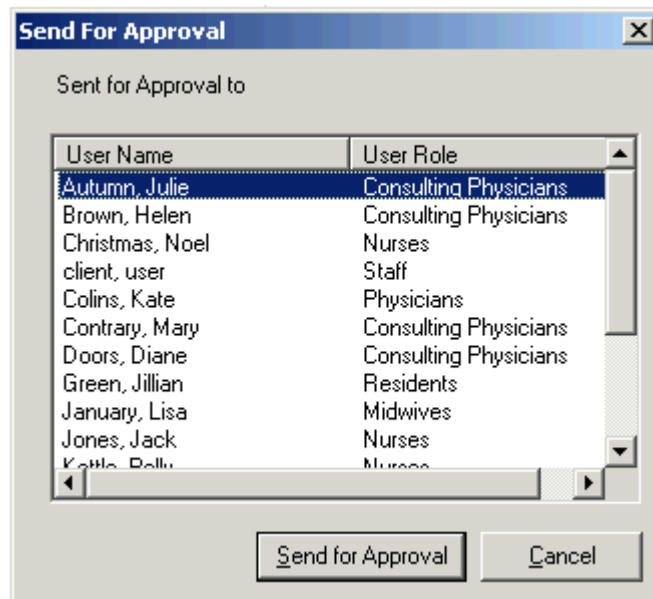 Send For Approval
Sent for Approval to
User Name User Role
Autumn, Julie Consulting Physicians
Brown, Helen Consulting Physicians
Christmas, Noel Nurses
client, user Staff
Colins, Kate Physicians
Contrary, Mary Consulting Physicians
Doors, Diane Consulting Physicians
Green, Jillian Residents
January, Lisa Midwives
Jones, Jack Nurses
Send for Approval Cancel